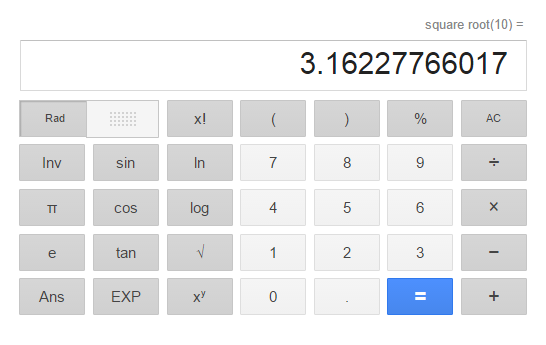 square root(10) =
3.16227766017
Rad x! ( ) % AC
Inv sin ln 7 8 9 ÷
π cos log 4 5 6 ×
e tan √ 1 2 3 −
Ans EXP xʸ 0 . = +